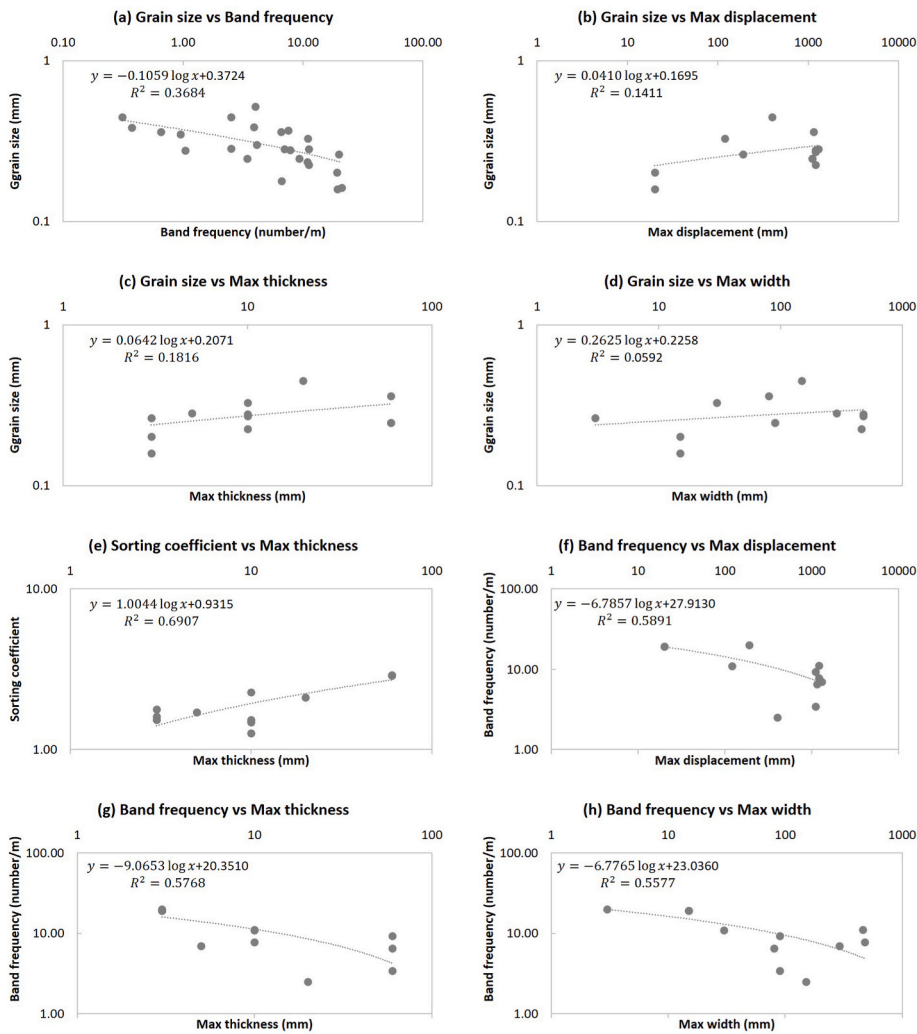 (a) Grain size vs Band frequency
0.10 1.00 10.00 100.00
1
y = −0.1059 log x+0.3724
R² = 0.3684
Ggrain size (mm)
0.1
Band frequency (number/m)
(b) Grain size vs Max displacement
1 10 100 1000 10000
1
y = 0.0410 log x+0.1695
R² = 0.1411
Ggrain size (mm)
0.1
Max displacement (mm)
(c) Grain size vs Max thickness
1 10 100
1
y = 0.0642 log x+0.2071
R² = 0.1816
Ggrain size (mm)
0.1
Max thickness (mm)
(d) Grain size vs Max width
1 10 100 1000
1
y = 0.2625 log x+0.2258
R² = 0.0592
Ggrain size (mm)
0.1
Max width (mm)
(e) Sorting coefficient vs Max thickness
1 10 100
10.00
y = 1.0044 log x+0.9315
R² = 0.6907
Sorting coefficient
1.00
Max thickness (mm)
(f) Band frequency vs Max displacement
1 10 100 1000 10000
100.00
y = −6.7857 log x+27.9130
R² = 0.5891
Band frequency (number/m)
10.00
1.00
Max displacement (mm)
(g) Band frequency vs Max thickness
1 10 100
100.00
y = −9.0653 log x+20.3510
R² = 0.5768
Band frequency (number/m)
10.00
1.00
Max thickness (mm)
(h) Band frequency vs Max width
1 10 100 1000
100.00
y = −6.7765 log x+23.0360
R² = 0.5577
Band frequency (number/m)
10.00
1.00
Max width (mm)